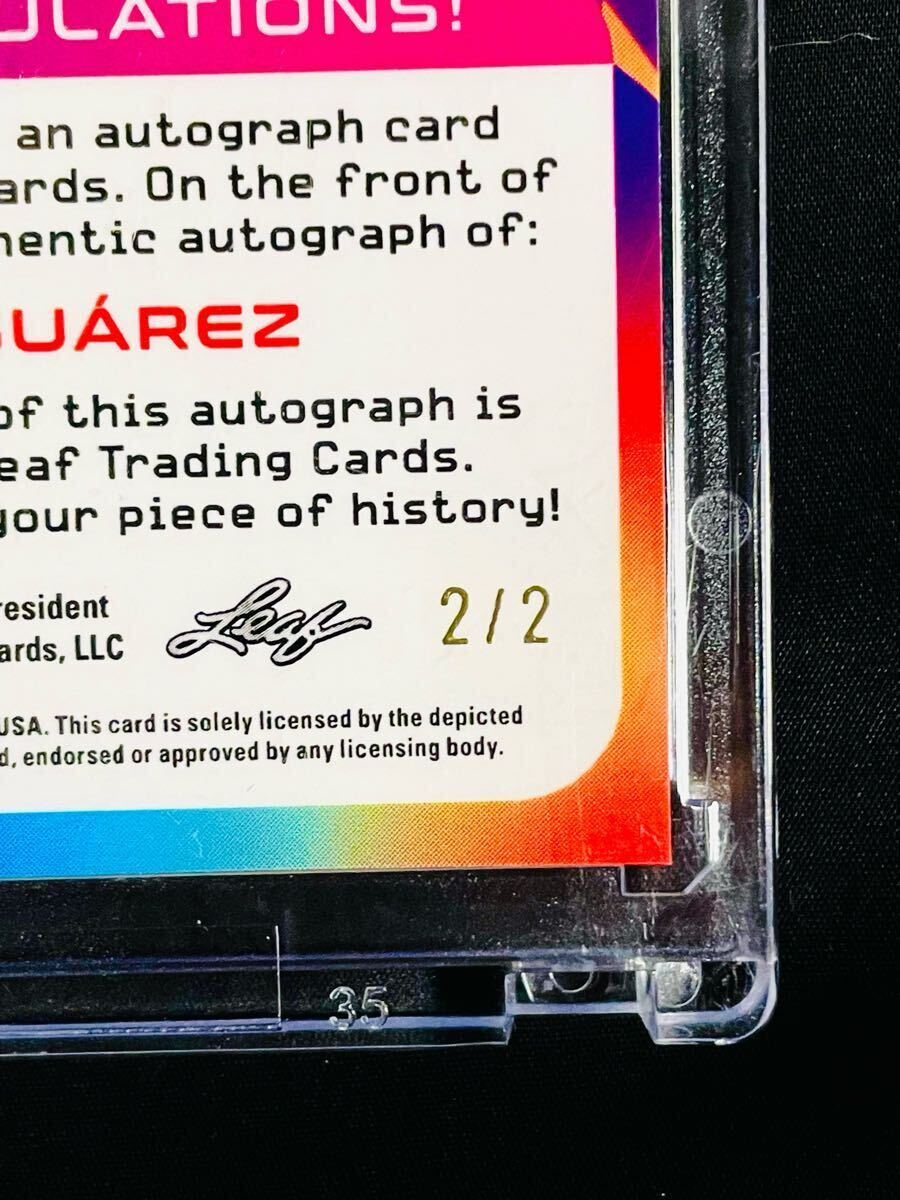 ULATIONS!
an autograph card
ards. On the front of
hentic autograph of:
SUÁREZ
of this autograph is
eaf Trading Cards.
your piece of history!
resident
ards, LLC
Leaf
2/2
USA. This card is solely licensed by the depicted
d, endorsed or approved by any licensing body.
35